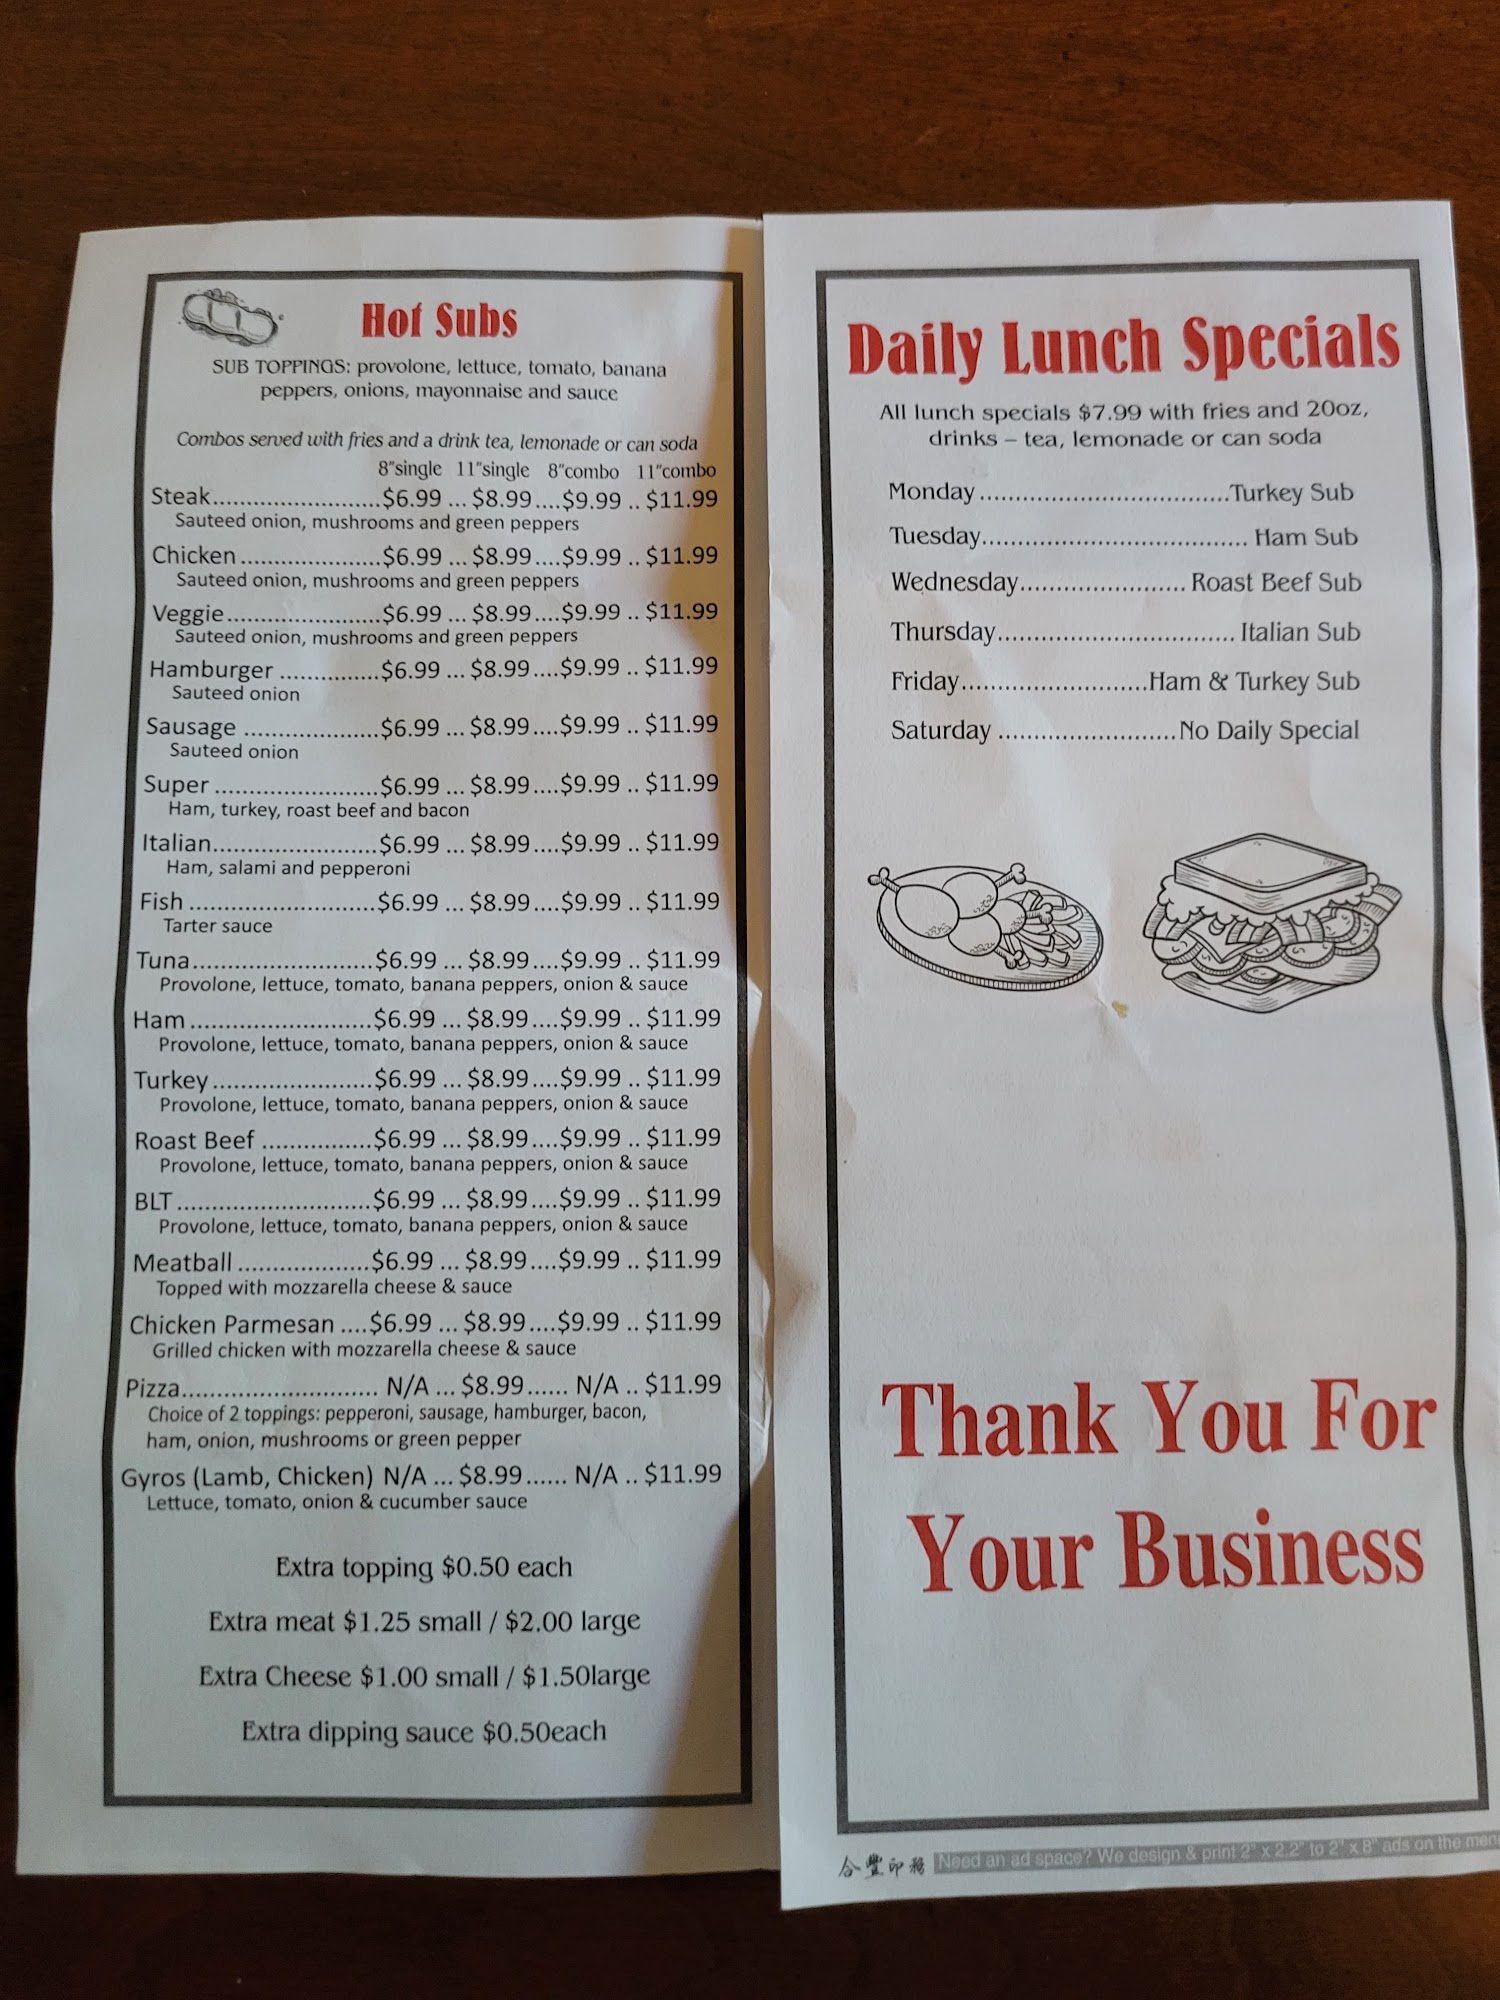 Hot Subs
SUB TOPPINGS: provolone, lettuce, tomato, banana
peppers, onions, mayonnaise and sauce
Combos served with fries and a drink tea, lemonade or can soda
8"single 11"single 8"combo 11"combo
Steak.......................$6.99 ... $8.99....$9.99 .. $11.99
Sauteed onion, mushrooms and green peppers
Chicken ...................$6.99 ... $8.99....$9.99 .. $11.99
Sauteed onion, mushrooms and green peppers
Veggie.....................$6.99 ... $8.99....$9.99 .. $11.99
Sauteed onion, mushrooms and green peppers
Hamburger ..............$6.99 ... $8.99....$9.99 .. $11.99
Sauteed onion
Sausage ...................$6.99 ... $8.99....$9.99 .. $11.99
Sauteed onion
Super .......................$6.99 ... $8.99....$9.99 .. $11.99
Ham, turkey, roast beef and bacon
Italian.......................$6.99 ... $8.99....$9.99 .. $11.99
Ham, salami and pepperoni
Fish ..........................$6.99 ... $8.99....$9.99 .. $11.99
Tarter sauce
Tuna.........................$6.99 ... $8.99....$9.99 .. $11.99
Provolone, lettuce, tomato, banana peppers, onion & sauce
Ham .........................$6.99 ... $8.99....$9.99 .. $11.99
Provolone, lettuce, tomato, banana peppers, onion & sauce
Turkey ......................$6.99 ... $8.99....$9.99 .. $11.99
Provolone, lettuce, tomato, banana peppers, onion & sauce
Roast Beef ...............$6.99 ... $8.99....$9.99 .. $11.99
Provolone, lettuce, tomato, banana peppers, onion & sauce
BLT ...........................$6.99 ... $8.99....$9.99 .. $11.99
Provolone, lettuce, tomato, banana peppers, onion & sauce
Meatball ..................$6.99 ... $8.99....$9.99 .. $11.99
Topped with mozzarella cheese & sauce
Chicken Parmesan ....$6.99 ... $8.99....$9.99 .. $11.99
Grilled chicken with mozzarella cheese & sauce
Pizza........................... N/A ... $8.99...... N/A .. $11.99
Choice of 2 toppings: pepperoni, sausage, hamburger, bacon,
ham, onion, mushrooms or green pepper
Gyros (Lamb, Chicken) N/A ... $8.99...... N/A .. $11.99
Lettuce, tomato, onion & cucumber sauce
Extra topping $0.50 each
Extra meat $1.25 small / $2.00 large
Extra Cheese $1.00 small / $1.50large
Extra dipping sauce $0.50each
Daily Lunch Specials
All lunch specials $7.99 with fries and 20oz,
drinks – tea, lemonade or can soda
Monday ...................................Turkey Sub
Tuesday..................................... Ham Sub
Wednesday....................... Roast Beef Sub
Thursday................................. Italian Sub
Friday..........................Ham & Turkey Sub
Saturday .........................No Daily Special
Thank You For
Your Business
合豐印務 Need an ad space? We design & print 2" x 2.2" to 2" x 8" ads on the men